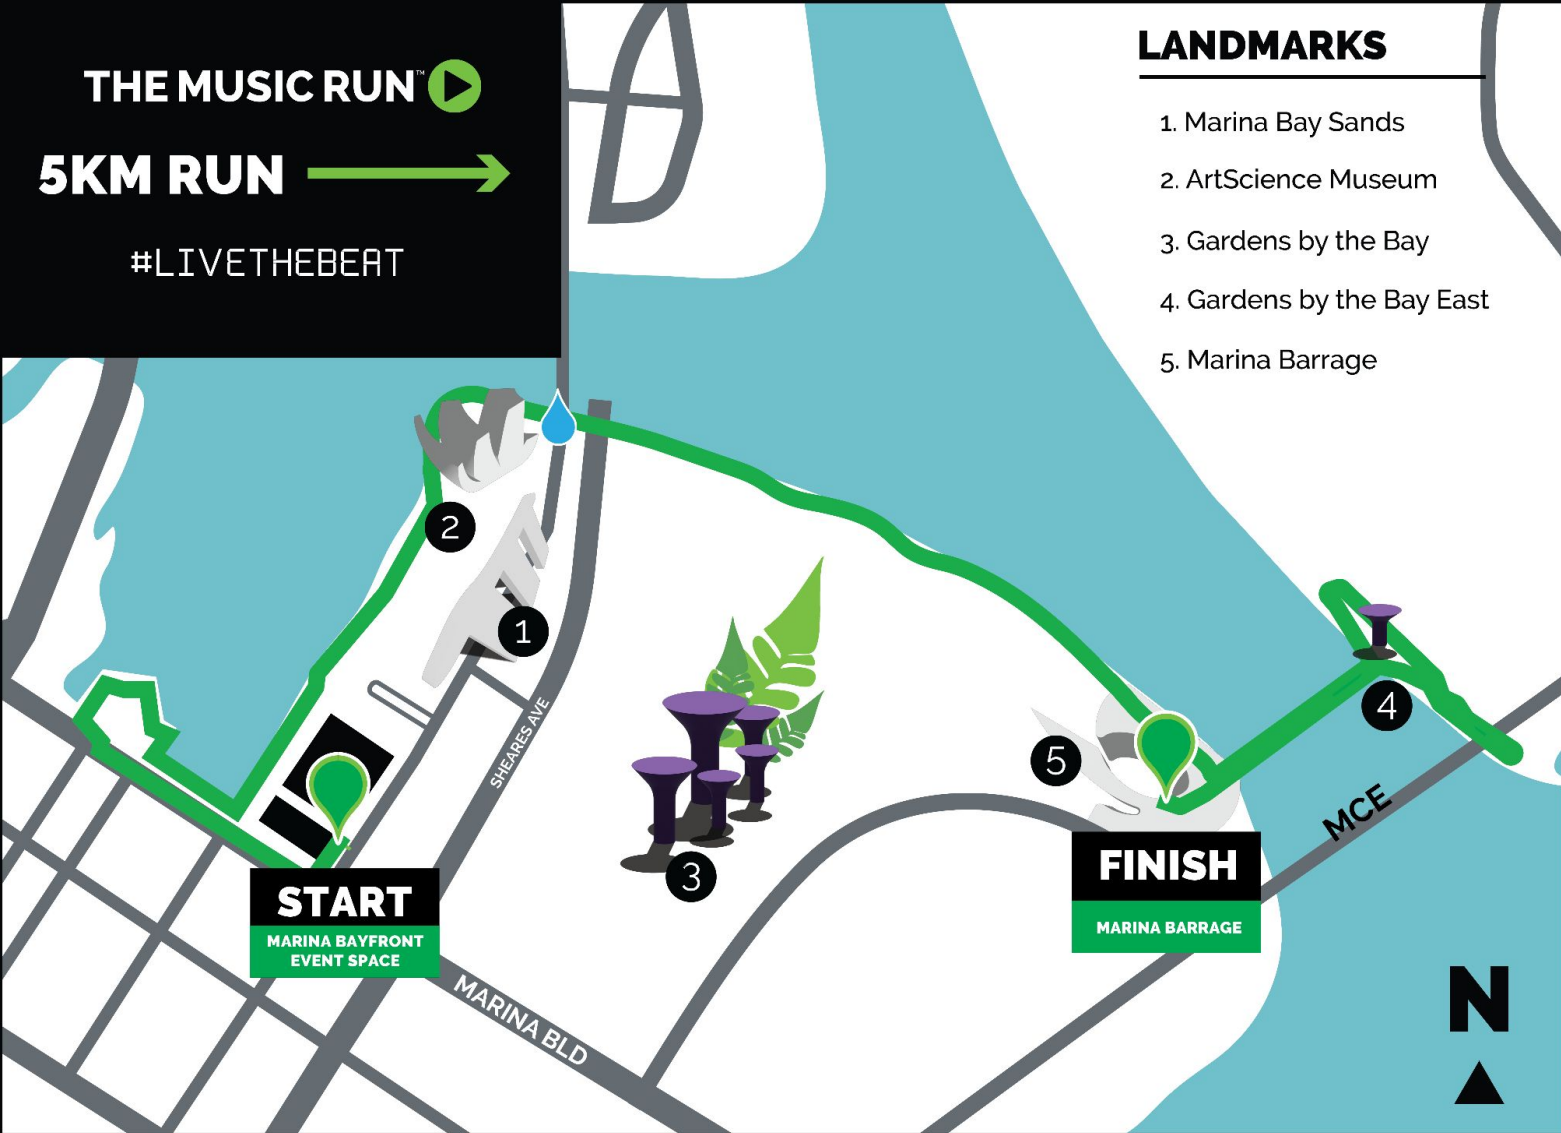 THE MUSIC RUN™
5KM RUN
#LIVETHEBEAT
LANDMARKS
1. Marina Bay Sands
2. ArtScience Museum
3. Gardens by the Bay
4. Gardens by the Bay East
5. Marina Barrage
2
1
SHEARES AVE
3
4
5
MCE
START
MARINA BAYFRONT
EVENT SPACE
FINISH
MARINA BARRAGE
MARINA BLD
N